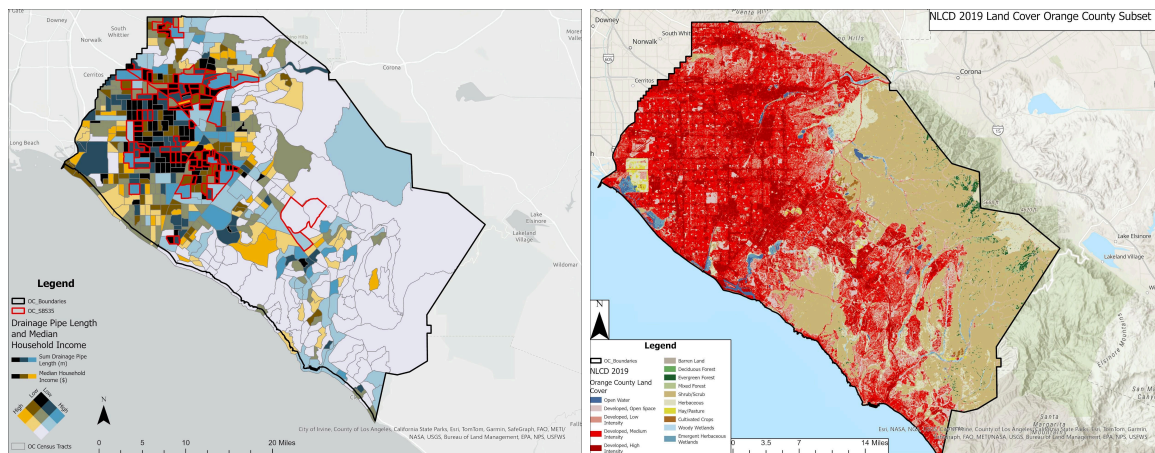 Downey
Norwalk
South
Whittier
Cerritos
Corona
Long Beach
Lake
Elsinore
Lakeland
Village
Wildomar
Legend
OC_Boundaries
OC_SB535
Drainage Pipe Length
and Median
Household Income
Sum Drainage Pipe
Length (m)
Median Household
Income ($)
Low
Low
High
High
OC Census Tracts
N
0 5 10 20 Miles
City of Irvine, County of Los Angeles, California State Parks, Esri, TomTom, Garmin, SafeGraph, FAO, METI/
NASA, USGS, Bureau of Land Management, EPA, NPS, USFWS
NLCD 2019 Land Cover Orange County Subset
Downey
Norwalk
South Whit
Cerritos
Corona
Lake Elsinore
Lakeland Village
Elsinore Mountains
Santa
Margarita
N
Legend
OC_Boundaries
NLCD 2019
Orange County Land
Cover
Open Water
Developed, Open Space
Developed, Low
Intensity
Developed, Medium
Intensity
Developed, High
Intensity
Barren Land
Deciduous Forest
Evergreen Forest
Mixed Forest
Shrub/Scrub
Herbaceous
Hay/Pasture
Cultivated Crops
Woody Wetlands
Emergent Herbaceous
Wetlands
0 3.5 7 14 Miles